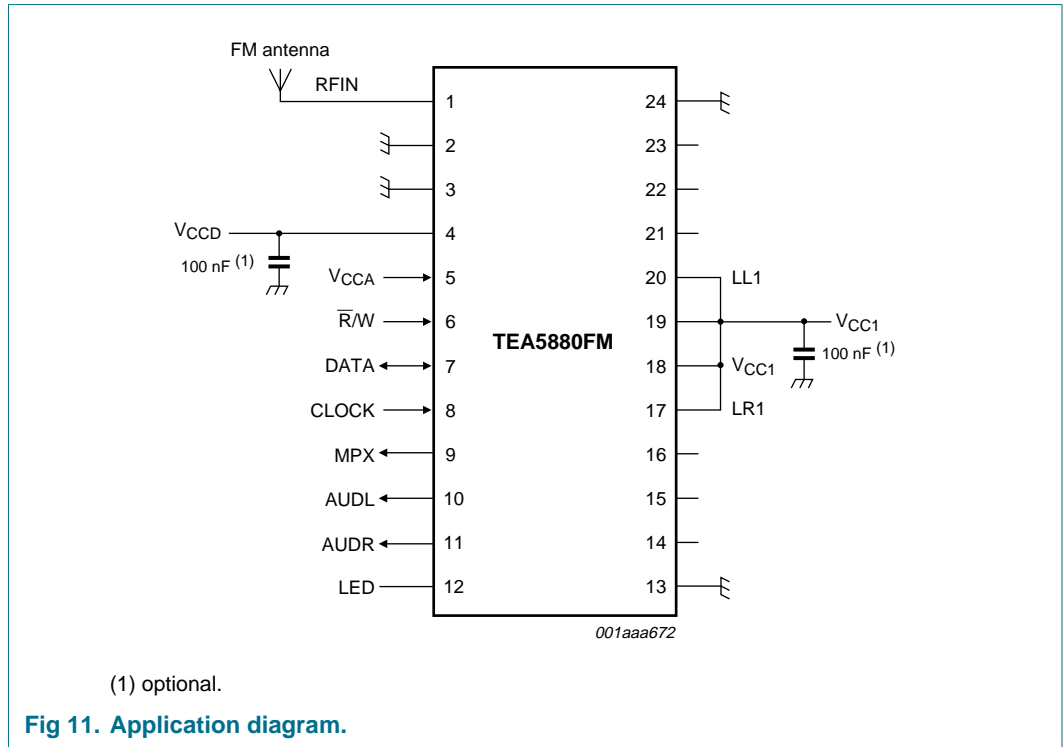 FM antenna
RFIN
1
24
2
23
3
22
VCCD
4
21
100 nF (1)
VCCA
5
20
LL1
R̅/W
6
19
VCC1
TEA5880FM
100 nF (1)
DATA
7
18
VCC1
CLOCK
8
17
LR1
MPX
9
16
AUDL
10
15
AUDR
11
14
LED
12
13
001aaa672
(1) optional.
Fig 11. Application diagram.